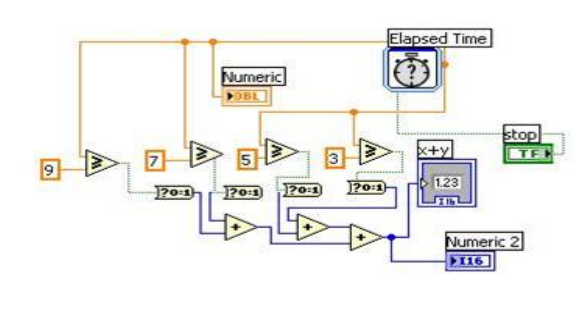 Elapsed Time
?
Numeric
DBL
stop
TF
9
7
5
3
x+y
1.23
I16
?0:1
?0:1
?0:1
?0:1
+
+
+
Numeric 2
I16